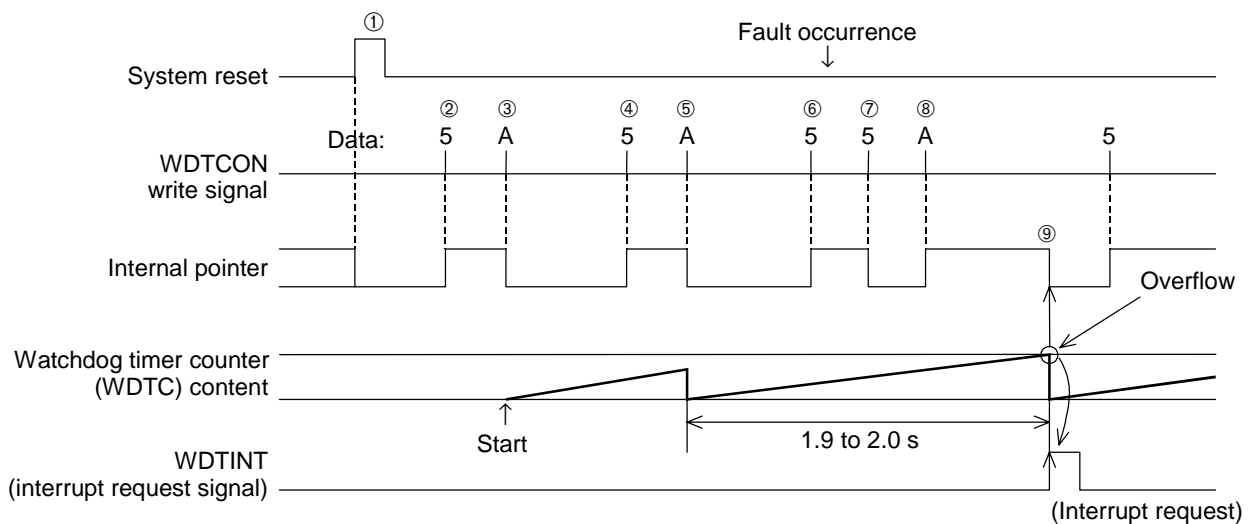 ①
Fault occurrence
↓
System reset
② ③ ④ ⑤ ⑥ ⑦ ⑧
Data: 5 A 5 A 5 5 A 5
WDTCON
write signal
⑨
Internal pointer
Overflow
Watchdog timer counter
(WDTC) content
↑
Start
1.9 to 2.0 s
WDTINT
(interrupt request signal)
(Interrupt request)